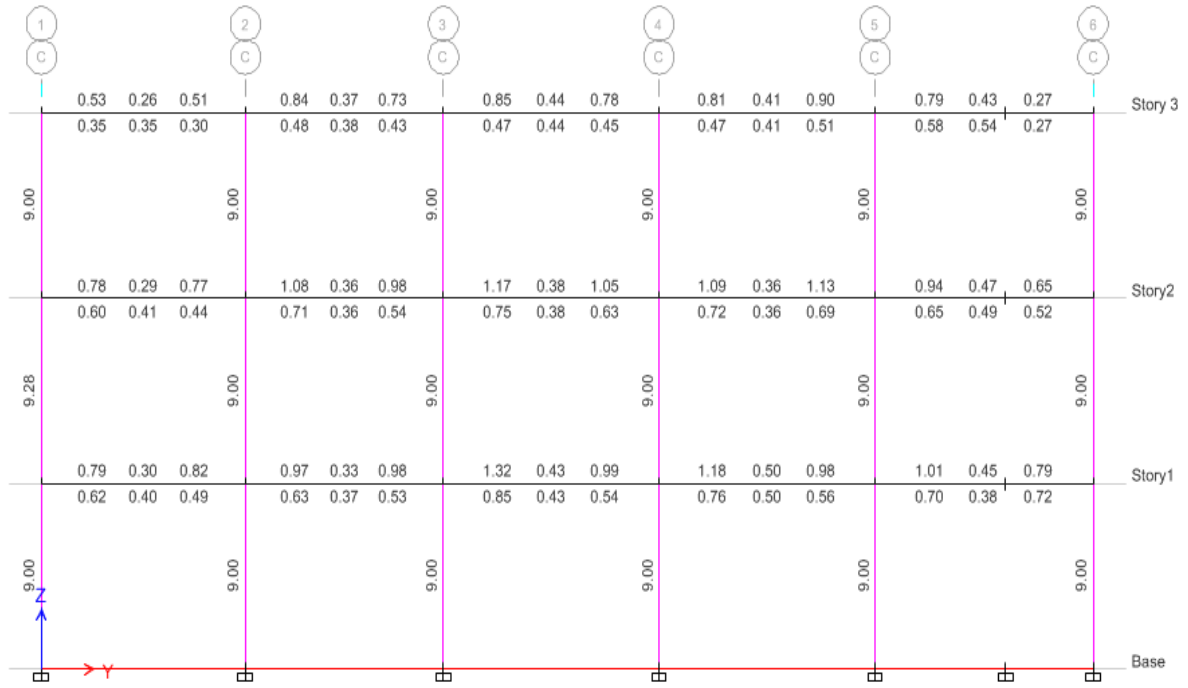 1 2 3 4 5 6
C C C C C C
0.53 0.26 0.51 0.84 0.37 0.73 0.85 0.44 0.78 0.81 0.41 0.90 0.79 0.43 0.27
Story 3
0.35 0.35 0.30 0.48 0.38 0.43 0.47 0.44 0.45 0.47 0.41 0.51 0.58 0.54 0.27
9.00 9.00 9.00 9.00 9.00 9.00
0.78 0.29 0.77 1.08 0.36 0.98 1.17 0.38 1.05 1.09 0.36 1.13 0.94 0.47 0.65
Story2
0.60 0.41 0.44 0.71 0.36 0.54 0.75 0.38 0.63 0.72 0.36 0.69 0.65 0.49 0.52
9.28 9.00 9.00 9.00 9.00 9.00
0.79 0.30 0.82 0.97 0.33 0.98 1.32 0.43 0.99 1.18 0.50 0.98 1.01 0.45 0.79
Story1
0.62 0.40 0.49 0.63 0.37 0.53 0.85 0.43 0.54 0.76 0.50 0.56 0.70 0.38 0.72
9.00 9.00 9.00 9.00 9.00 9.00
Z
Y
Base